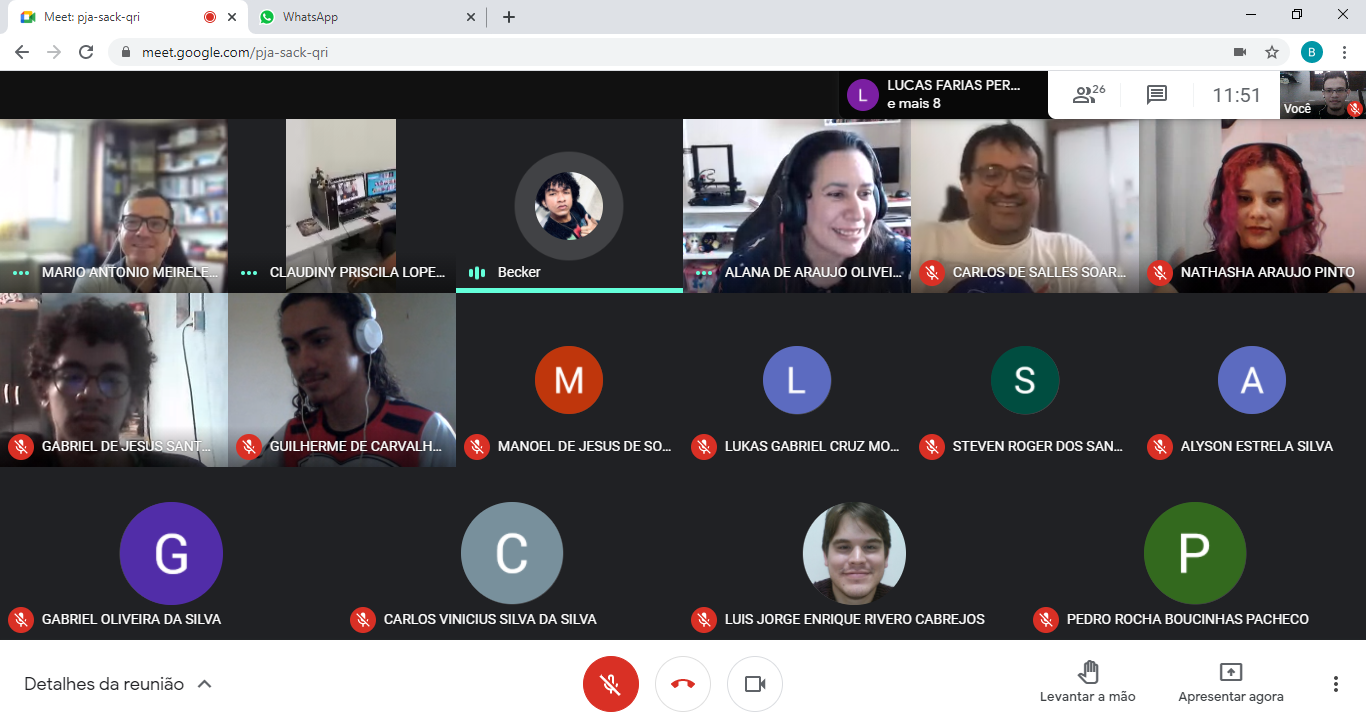 Meet: pja-sack-qri
WhatsApp
meet.google.com/pja-sack-qri
B
L
LUCAS FARIAS PER...
e mais 8
26
11:51
Você
MARIO ANTONIO MEIRELE...
CLAUDINY PRISCILA LOPE...
Becker
ALANA DE ARAUJO OLIVEI...
CARLOS DE SALLES SOAR...
NATHASHA ARAUJO PINTO
M
L
S
A
GABRIEL DE JESUS SANT...
GUILHERME DE CARVALH...
MANOEL DE JESUS DE SO...
LUKAS GABRIEL CRUZ MO...
STEVEN ROGER DOS SAN...
ALYSON ESTRELA SILVA
G
C
P
GABRIEL OLIVEIRA DA SILVA
CARLOS VINICIUS SILVA DA SILVA
LUIS JORGE ENRIQUE RIVERO CABREJOS
PEDRO ROCHA BOUCINHAS PACHECO
Detalhes da reunião
Levantar a mão
Apresentar agora